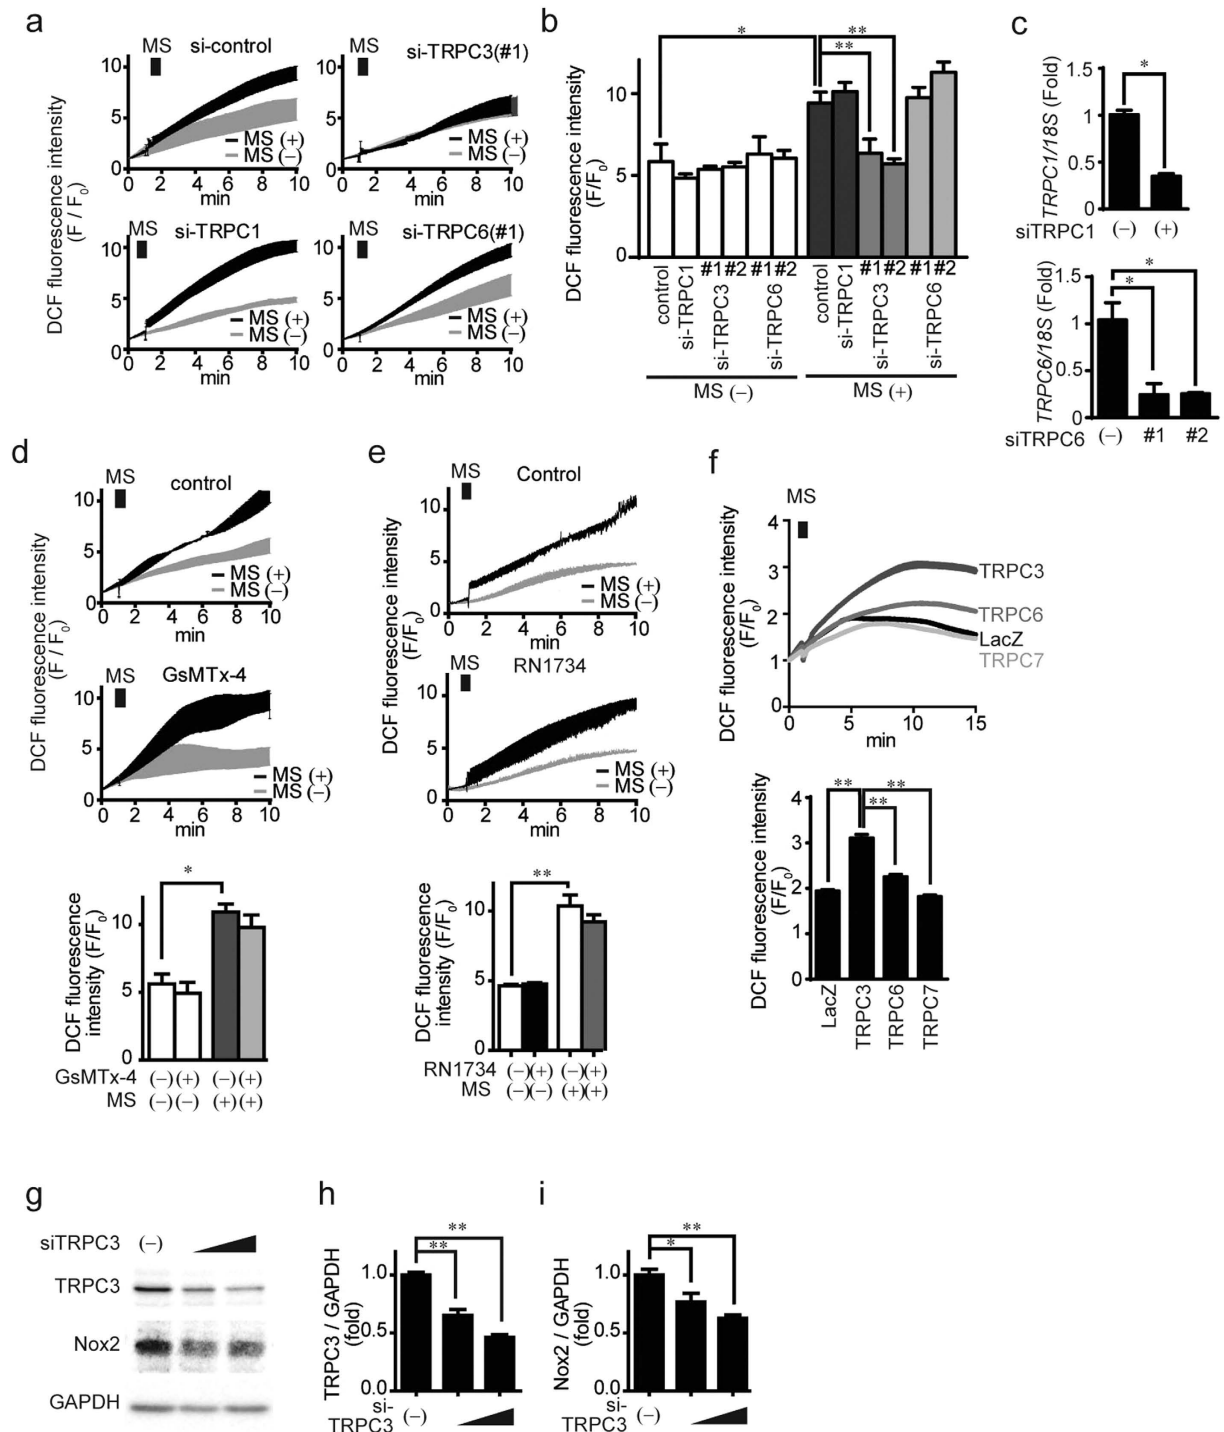 a
MS
si-control
10
5
1
0
0 2 4 6 8 10
min
MS (+)
MS (−)
MS
si-TRPC3(#1)
10
5
1
0
0 2 4 6 8 10
min
MS (+)
MS (−)
DCF fluorescence intensity
(F / F0)
MS
si-TRPC1
10
5
1
0
0 2 4 6 8 10
min
MS (+)
MS (−)
MS
si-TRPC6(#1)
10
5
1
0
0 2 4 6 8 10
min
MS (+)
MS (−)
b
DCF fluorescence intensity
(F/F0)
* ** **
10
5
0
control
si-TRPC1
#1 #2
si-TRPC3
#1 #2
si-TRPC6
control
si-TRPC1
#1 #2
si-TRPC3
#1 #2
si-TRPC6
MS (−)
MS (+)
c
TRPC1/18S (Fold)
1.5
1
0.5
0
*
siTRPC1 (−) (+)
TRPC6/18S (Fold)
1.5
1
0.5
0
*
*
siTRPC6 (−) #1 #2
d
MS
control
10
5
1
0
0 2 4 6 8 10
min
MS (+)
MS (−)
DCF fluorescence intensity
(F / F0)
MS
GsMTx-4
10
5
1
0
0 2 4 6 8 10
min
MS (+)
MS (−)
DCF fluorescence
intensity (F/F0)
*
10
5
0
GsMTx-4 (−)(+) (−)(+)
MS (−)(−) (+)(+)
e
MS
Control
10
5
1
0
0 2 4 6 8 10
min
MS (+)
MS (−)
DCF fluorescence intensity
(F/F0)
MS
RN1734
10
5
1
0
0 2 4 6 8 10
min
MS (+)
MS (−)
DCF fluorescence
intensity (F/F0)
**
10
5
0
RN1734 (−)(+) (−)(+)
MS (−)(−) (+)(+)
f
MS
DCF fluorescence intensity
(F/F0)
4
3
2
1
0
0 5 10 15
min
TRPC3
TRPC6
LacZ
TRPC7
DCF fluorescence intensity
(F/F0)
** ** **
4
3
2
1
0
LacZ
TRPC3
TRPC6
TRPC7
g
siTRPC3 (−)
TRPC3
Nox2
GAPDH
h
TRPC3 / GAPDH
(fold)
**
**
1.0
0.5
0.0
si-
TRPC3 (−)
i
Nox2 / GAPDH
(fold)
**
*
1.0
0.5
0.0
si-
TRPC3 (−)